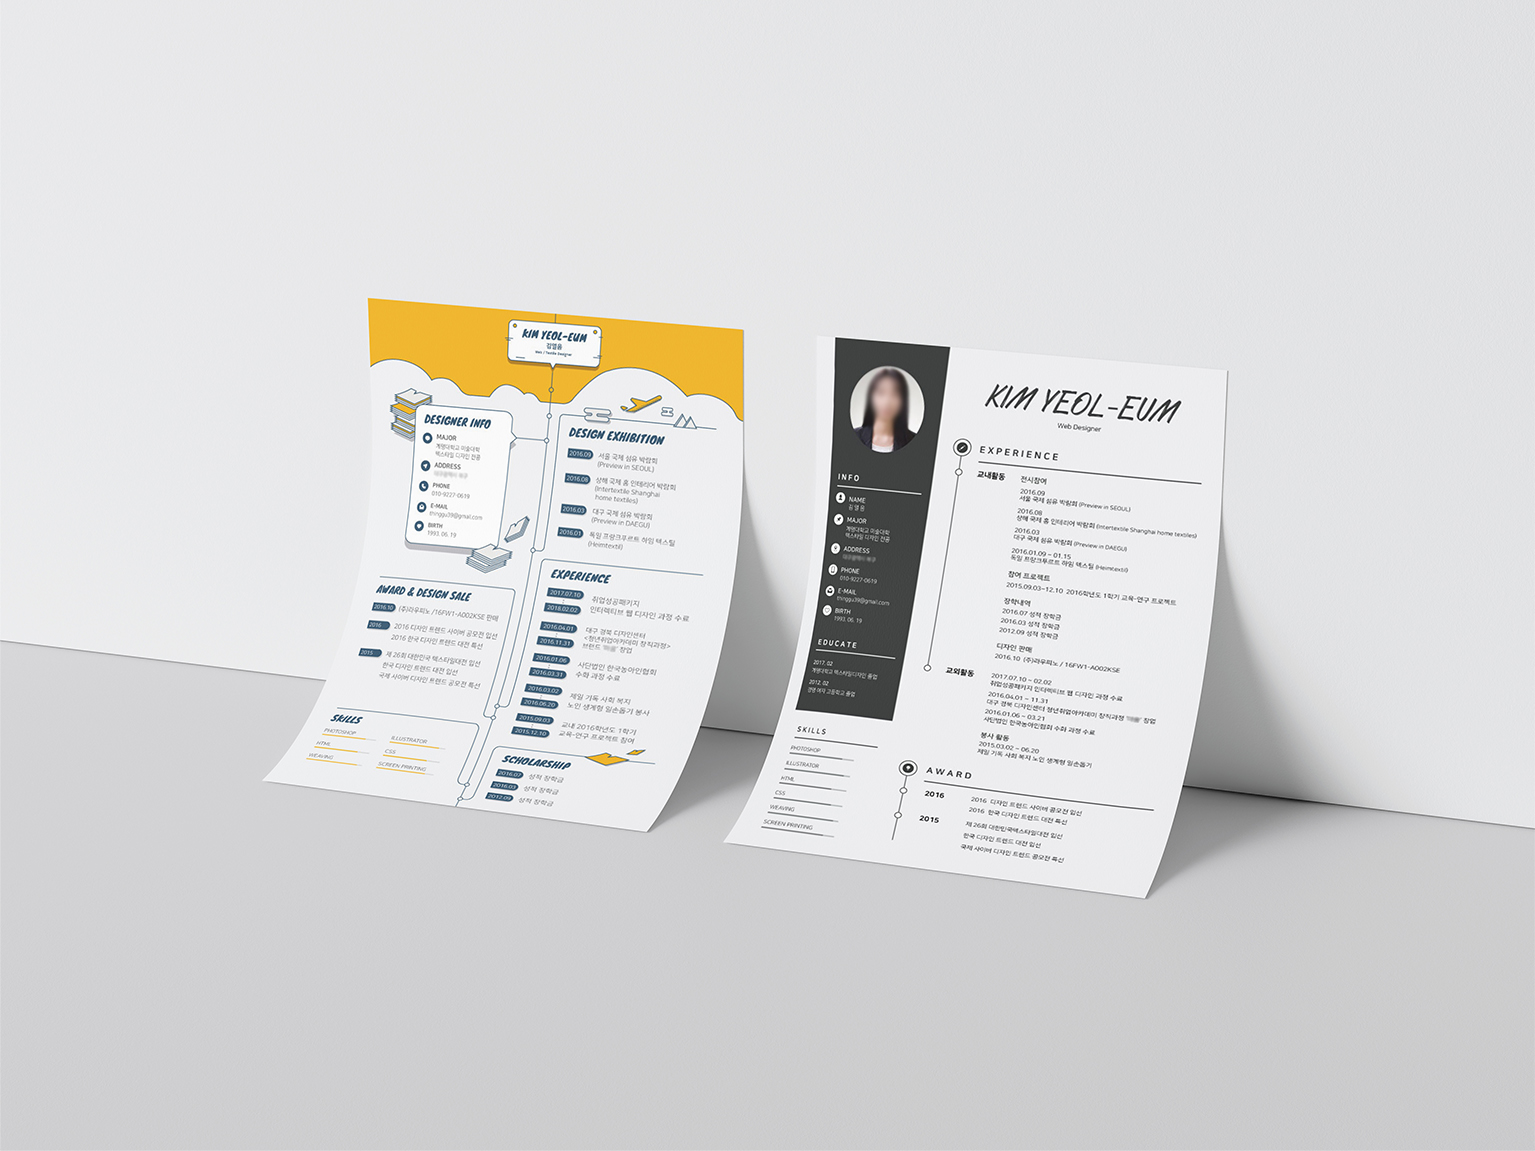 KIM YEOL-EUM
김열음
Web / Textile Designer
DESIGNER INFO
MAJOR
계명대학교 미술대학
텍스타일 디자인 전공
ADDRESS
PHONE
010-9227-0619
E-MAIL
thinggu39@gmail.com
BIRTH
1993. 06. 19
AWARD & DESIGN SALE
2016.10 (주)라우피노 /16FW1-A002KSE 판매
2016 2016 디자인 트렌드 사이버 공모전 입선
2016 한국 디자인 트렌드 대전 특선
2015 제 26회 대한민국 텍스타일대전 입선
한국 디자인 트렌드 대전 입선
국제 사이버 디자인 트렌드 공모전 특선
SKILLS
PHOTOSHOP
ILLUSTRATOR
HTML
CSS
WEAVING
SCREEN PRINTING
DESIGN EXHIBITION
2016.09 서울 국제 섬유 박람회
(Preview in SEOUL)
2016.08 상해 국제 홈 인테리어 박람회
(Intertextile Shanghai
home textiles)
2016.03 대구 국제 섬유 박람회
(Preview in DAEGU)
2016.01 독일 프랑크푸르트 하임 텍스틸
(Heimtextil)
EXPERIENCE
2017.07.10 취업성공패키지
2018.02.02 인터렉티브 웹 디자인 과정 수료
2016.04.01 대구 경북 디자인센터
<청년취업아카데미 창직과정>
2016.11.31 브랜드 창업
2016.01.06 사단법인 한국농아인협회
2016.03.31 수화 과정 수료
2016.03.02 제일 기독 사회 복지
2016.06.20 노인 생계형 일손돕기 봉사
2015.09.03 교내 2016학년도 1학기
2015.12.10 교육-연구 프로젝트 참여
SCHOLARSHIP
2016.07 성적 장학금
2016.03 성적 장학금
2012.09 성적 장학금
KIM YEOL-EUM
Web Designer
INFO
NAME
김열음
MAJOR
계명대학교 미술대학
텍스타일 디자인 전공
ADDRESS
PHONE
010-9227-0619
E-MAIL
thinggu39@gmail.com
BIRTH
1993. 06. 19
EDUCATE
2017. 02
계명대학교 텍스타일디자인 졸업
2012. 02
경명 여자 고등학교 졸업
SKILLS
PHOTOSHOP
ILLUSTRATOR
HTML
CSS
WEAVING
SCREEN PRINTING
EXPERIENCE
교내활동 전시참여
2016.09
서울 국제 섬유 박람회 (Preview in SEOUL)
2016.08
상해 국제 홈 인테리어 박람회 (Intertextile Shanghai home textiles)
2016.03
대구 국제 섬유 박람회 (Preview in DAEGU)
2016.01.09 ~ 01.15
독일 프랑크푸르트 하임 텍스틸 (Heimtextil)
참여 프로젝트
2015.09.03~12.10 2016학년도 1학기 교육-연구 프로젝트
장학내역
2016.07 성적 장학금
2016.03 성적 장학금
2012.09 성적 장학금
디자인 판매
2016.10 (주)라우피노 / 16FW1-A002KSE
교외활동 2017.07.10 ~ 02.02
취업성공패키지 인터렉티브 웹 디자인 과정 수료
2016.04.01 ~ 11.31
대구 경북 디자인센터 청년취업아카데미 창직과정 창업
2016.01.06 ~ 03.21
사단법인 한국농아인협회 수화 과정 수료
봉사 활동
2015.03.02 ~ 06.20
제일 기독 사회 복지 노인 생계형 일손돕기
AWARD
2016 2016 디자인 트렌드 사이버 공모전 입선
2016 한국 디자인 트렌드 대전 특선
2015 제 26회 대한민국텍스타일대전 입선
한국 디자인 트렌드 대전 입선
국제 사이버 디자인 트렌드 공모전 특선